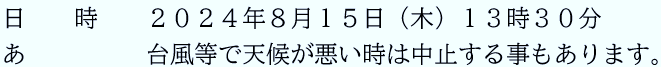 日　　時　　２０２４年８月１５日（木）１３時３０分
あ　　　　　台風等で天候が悪い時は中止する事もあります。